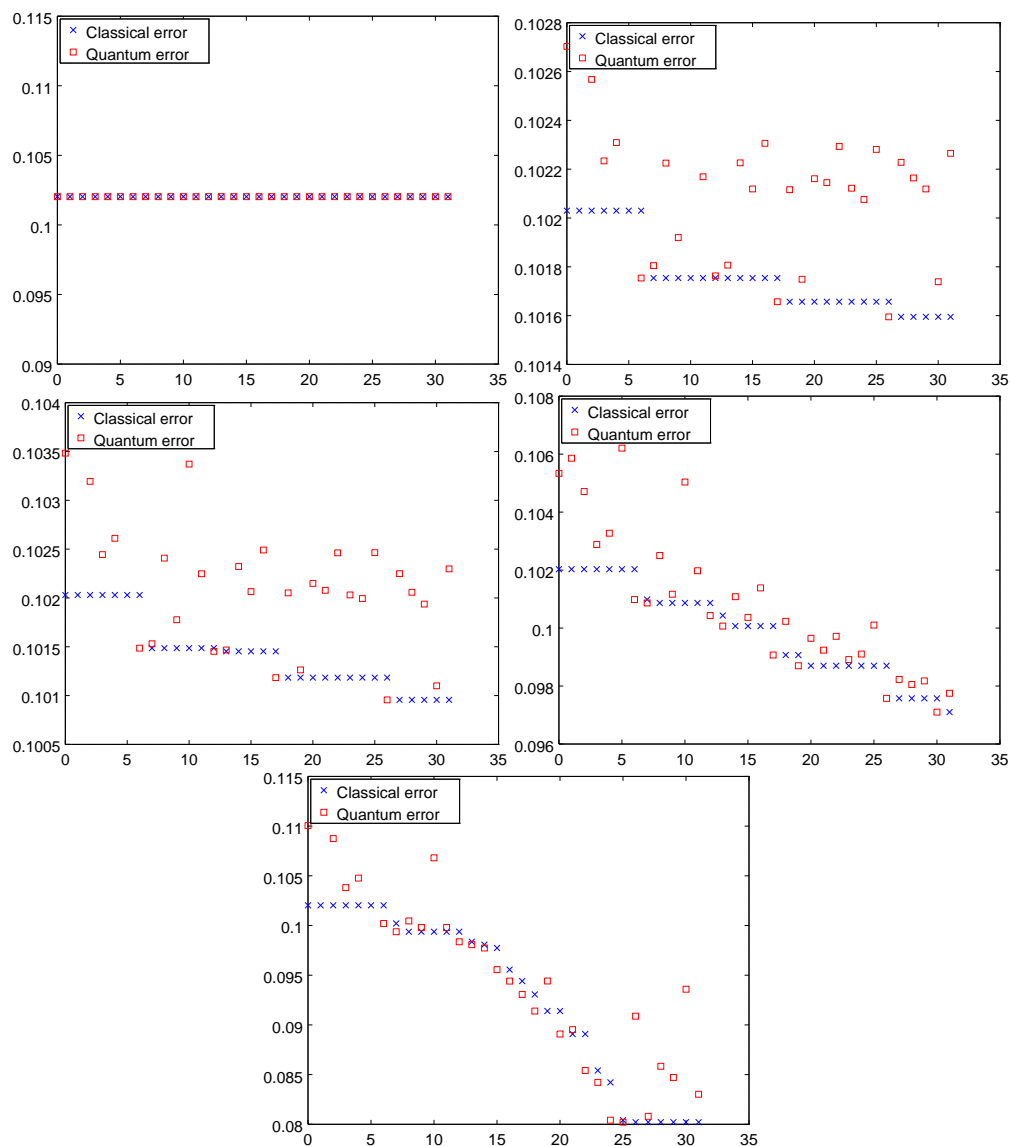 0.115
0.11
0.105
0.1
0.095
0.09
0 5 10 15 20 25 30 35
Classical error
Quantum error
0.1028
0.1026
0.1024
0.1022
0.102
0.1018
0.1016
0.1014
0 5 10 15 20 25 30 35
Classical error
Quantum error
0.104
0.1035
0.103
0.1025
0.102
0.1015
0.101
0.1005
0 5 10 15 20 25 30 35
Classical error
Quantum error
0.108
0.106
0.104
0.102
0.1
0.098
0.096
0 5 10 15 20 25 30 35
Classical error
Quantum error
0.115
0.11
0.105
0.1
0.095
0.09
0.085
0.08
0 5 10 15 20 25 30 35
Classical error
Quantum error